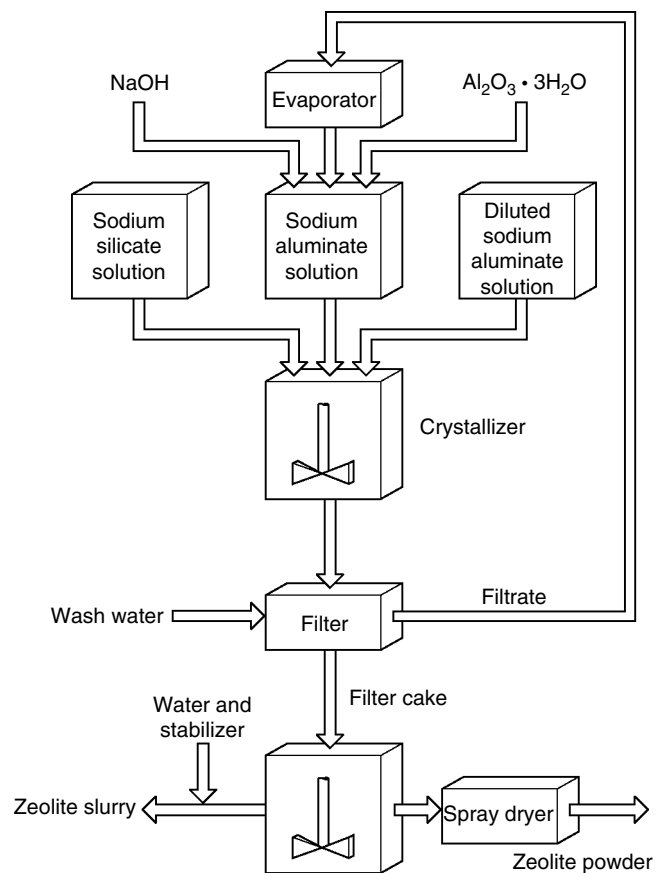 NaOH
Evaporator
Al₂O₃ • 3H₂O
Sodium
silicate
solution
Sodium
aluminate
solution
Diluted
sodium
aluminate
solution
Crystallizer
Wash water
Filter
Filtrate
Filter cake
Water and
stabilizer
Zeolite slurry
Spray dryer
Zeolite powder